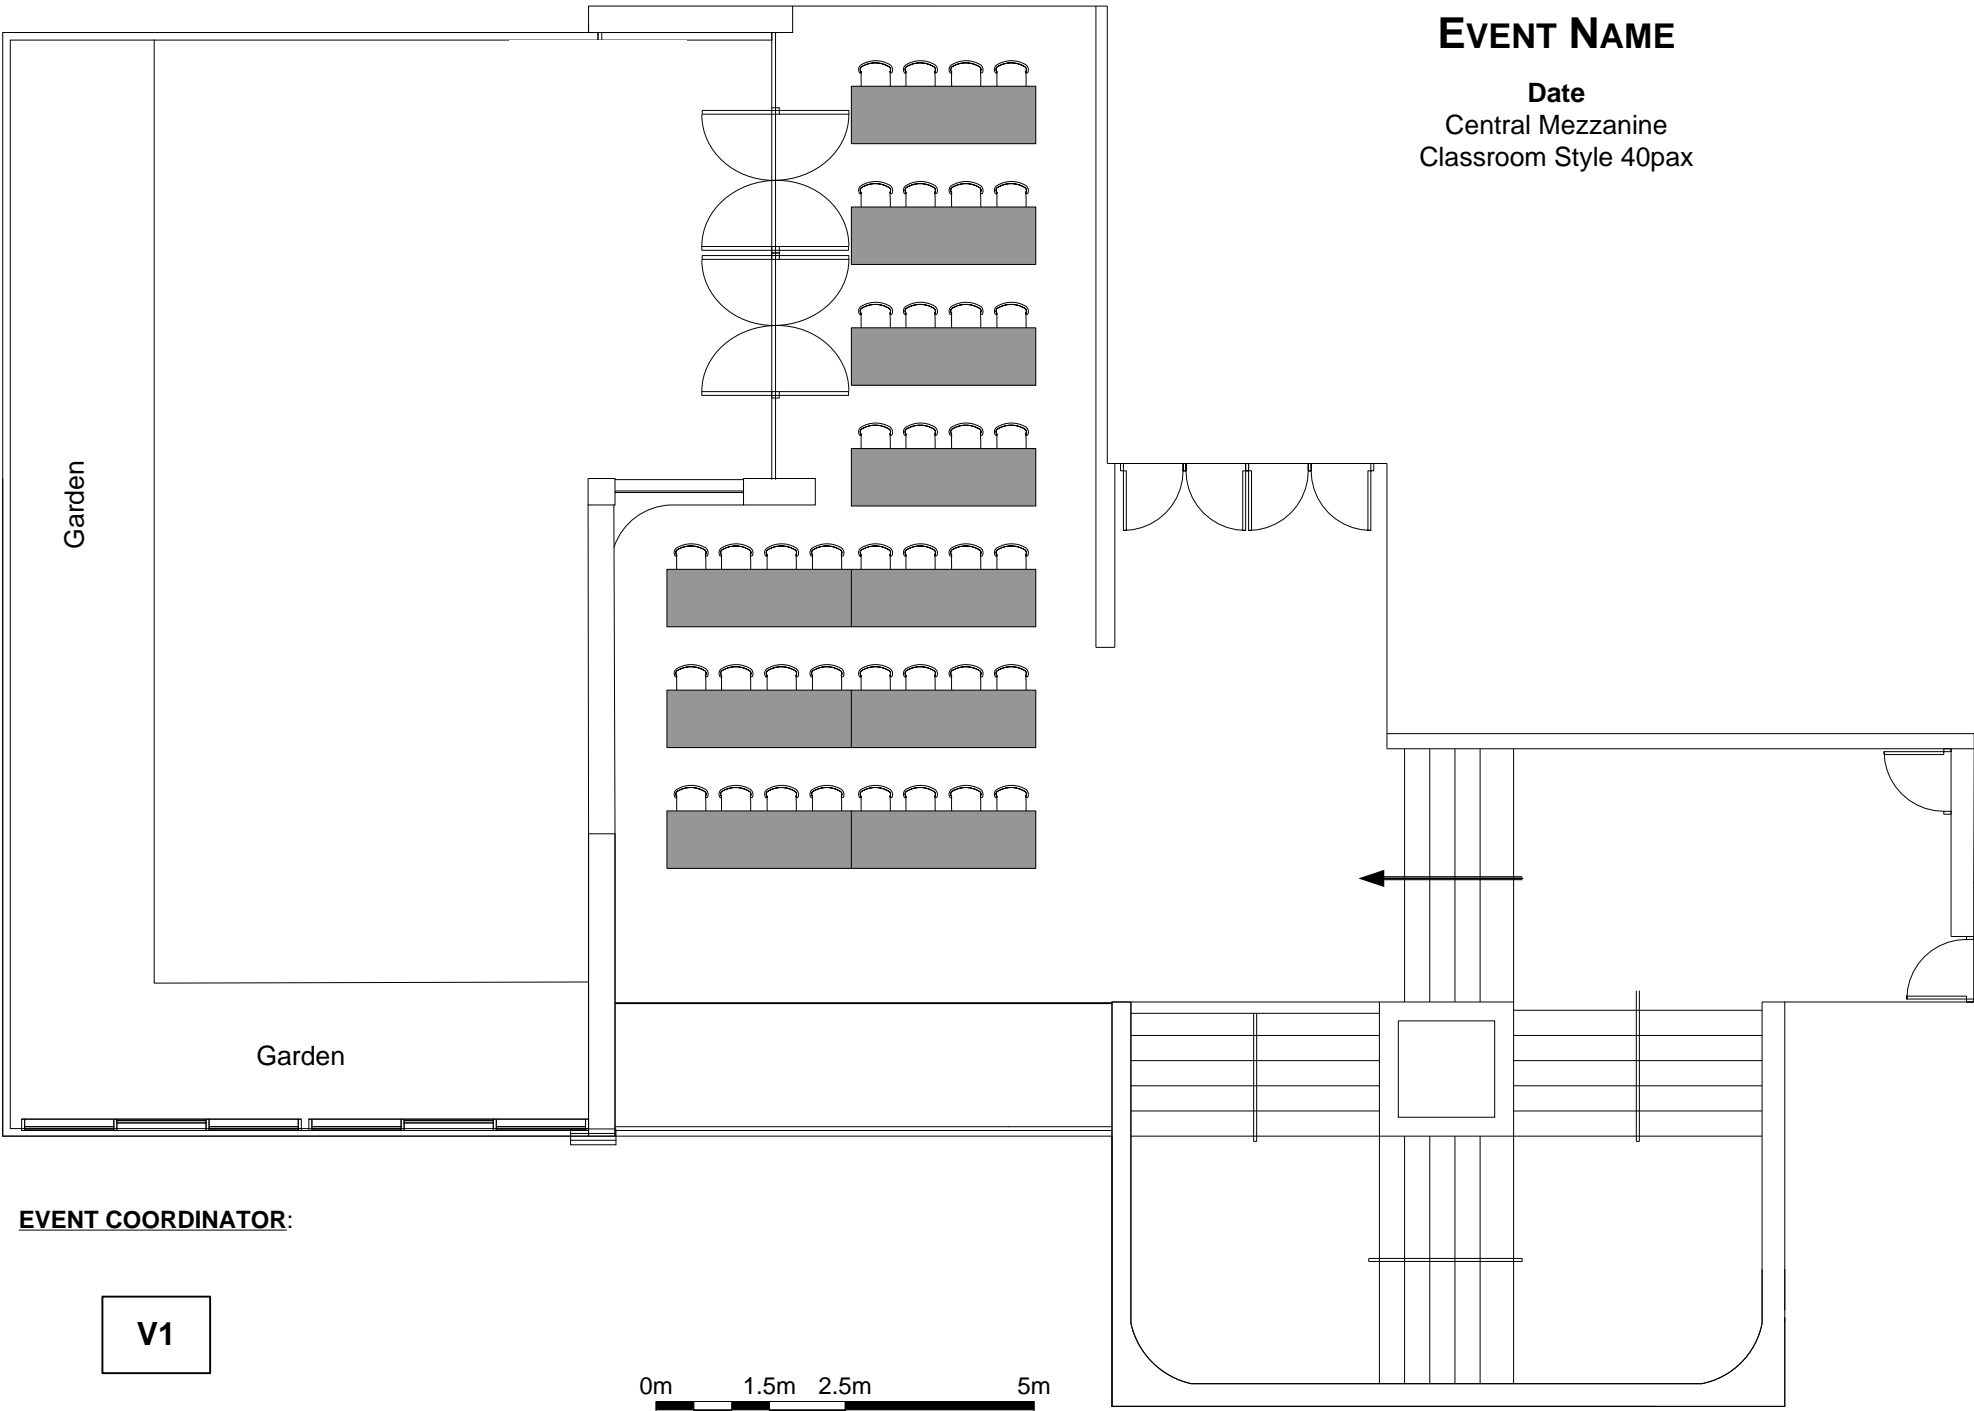 EVENT NAME
Date
Central Mezzanine
Classroom Style 40pax
Garden
Garden
EVENT COORDINATOR:
V1
0m 1.5m 2.5m 5m